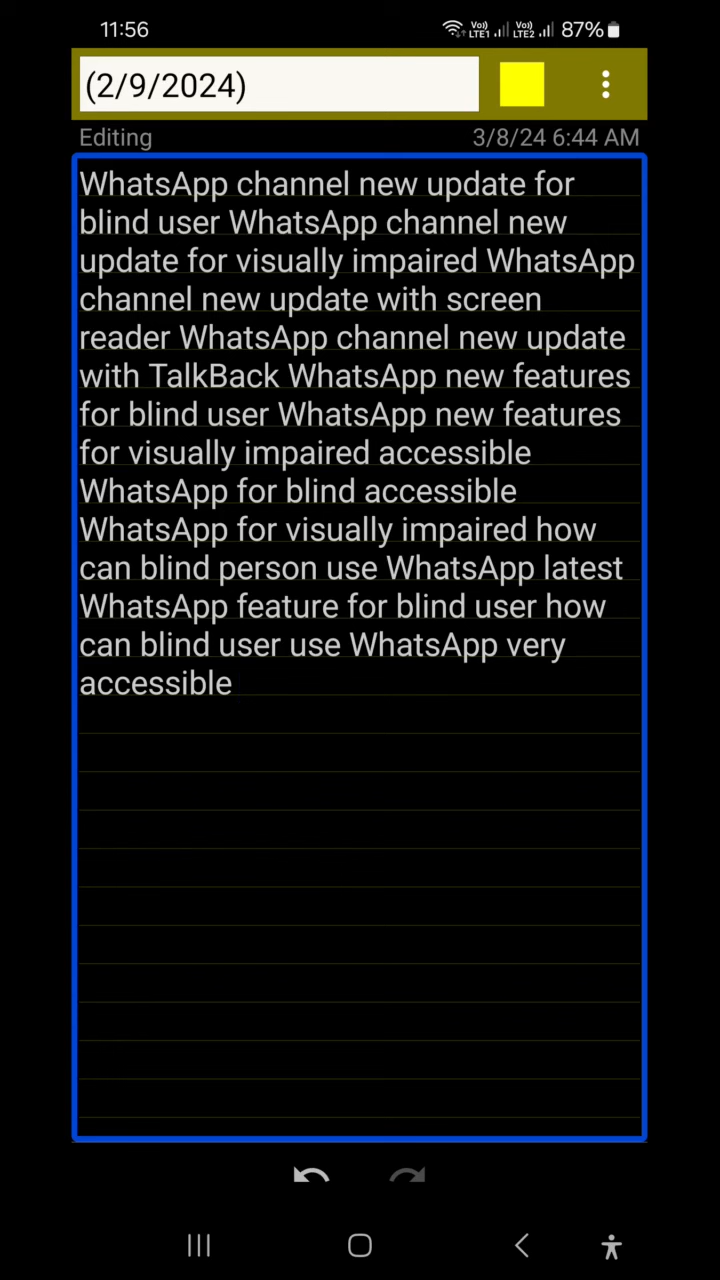 11:56 Vo)) LTE1 Vo)) LTE2 87%
(2/9/2024)
Editing 3/8/24 6:44 AM
WhatsApp channel new update for
blind user WhatsApp channel new
update for visually impaired WhatsApp
channel new update with screen
reader WhatsApp channel new update
with TalkBack WhatsApp new features
for blind user WhatsApp new features
for visually impaired accessible
WhatsApp for blind accessible
WhatsApp for visually impaired how
can blind person use WhatsApp latest
WhatsApp feature for blind user how
can blind user use WhatsApp very
accessible